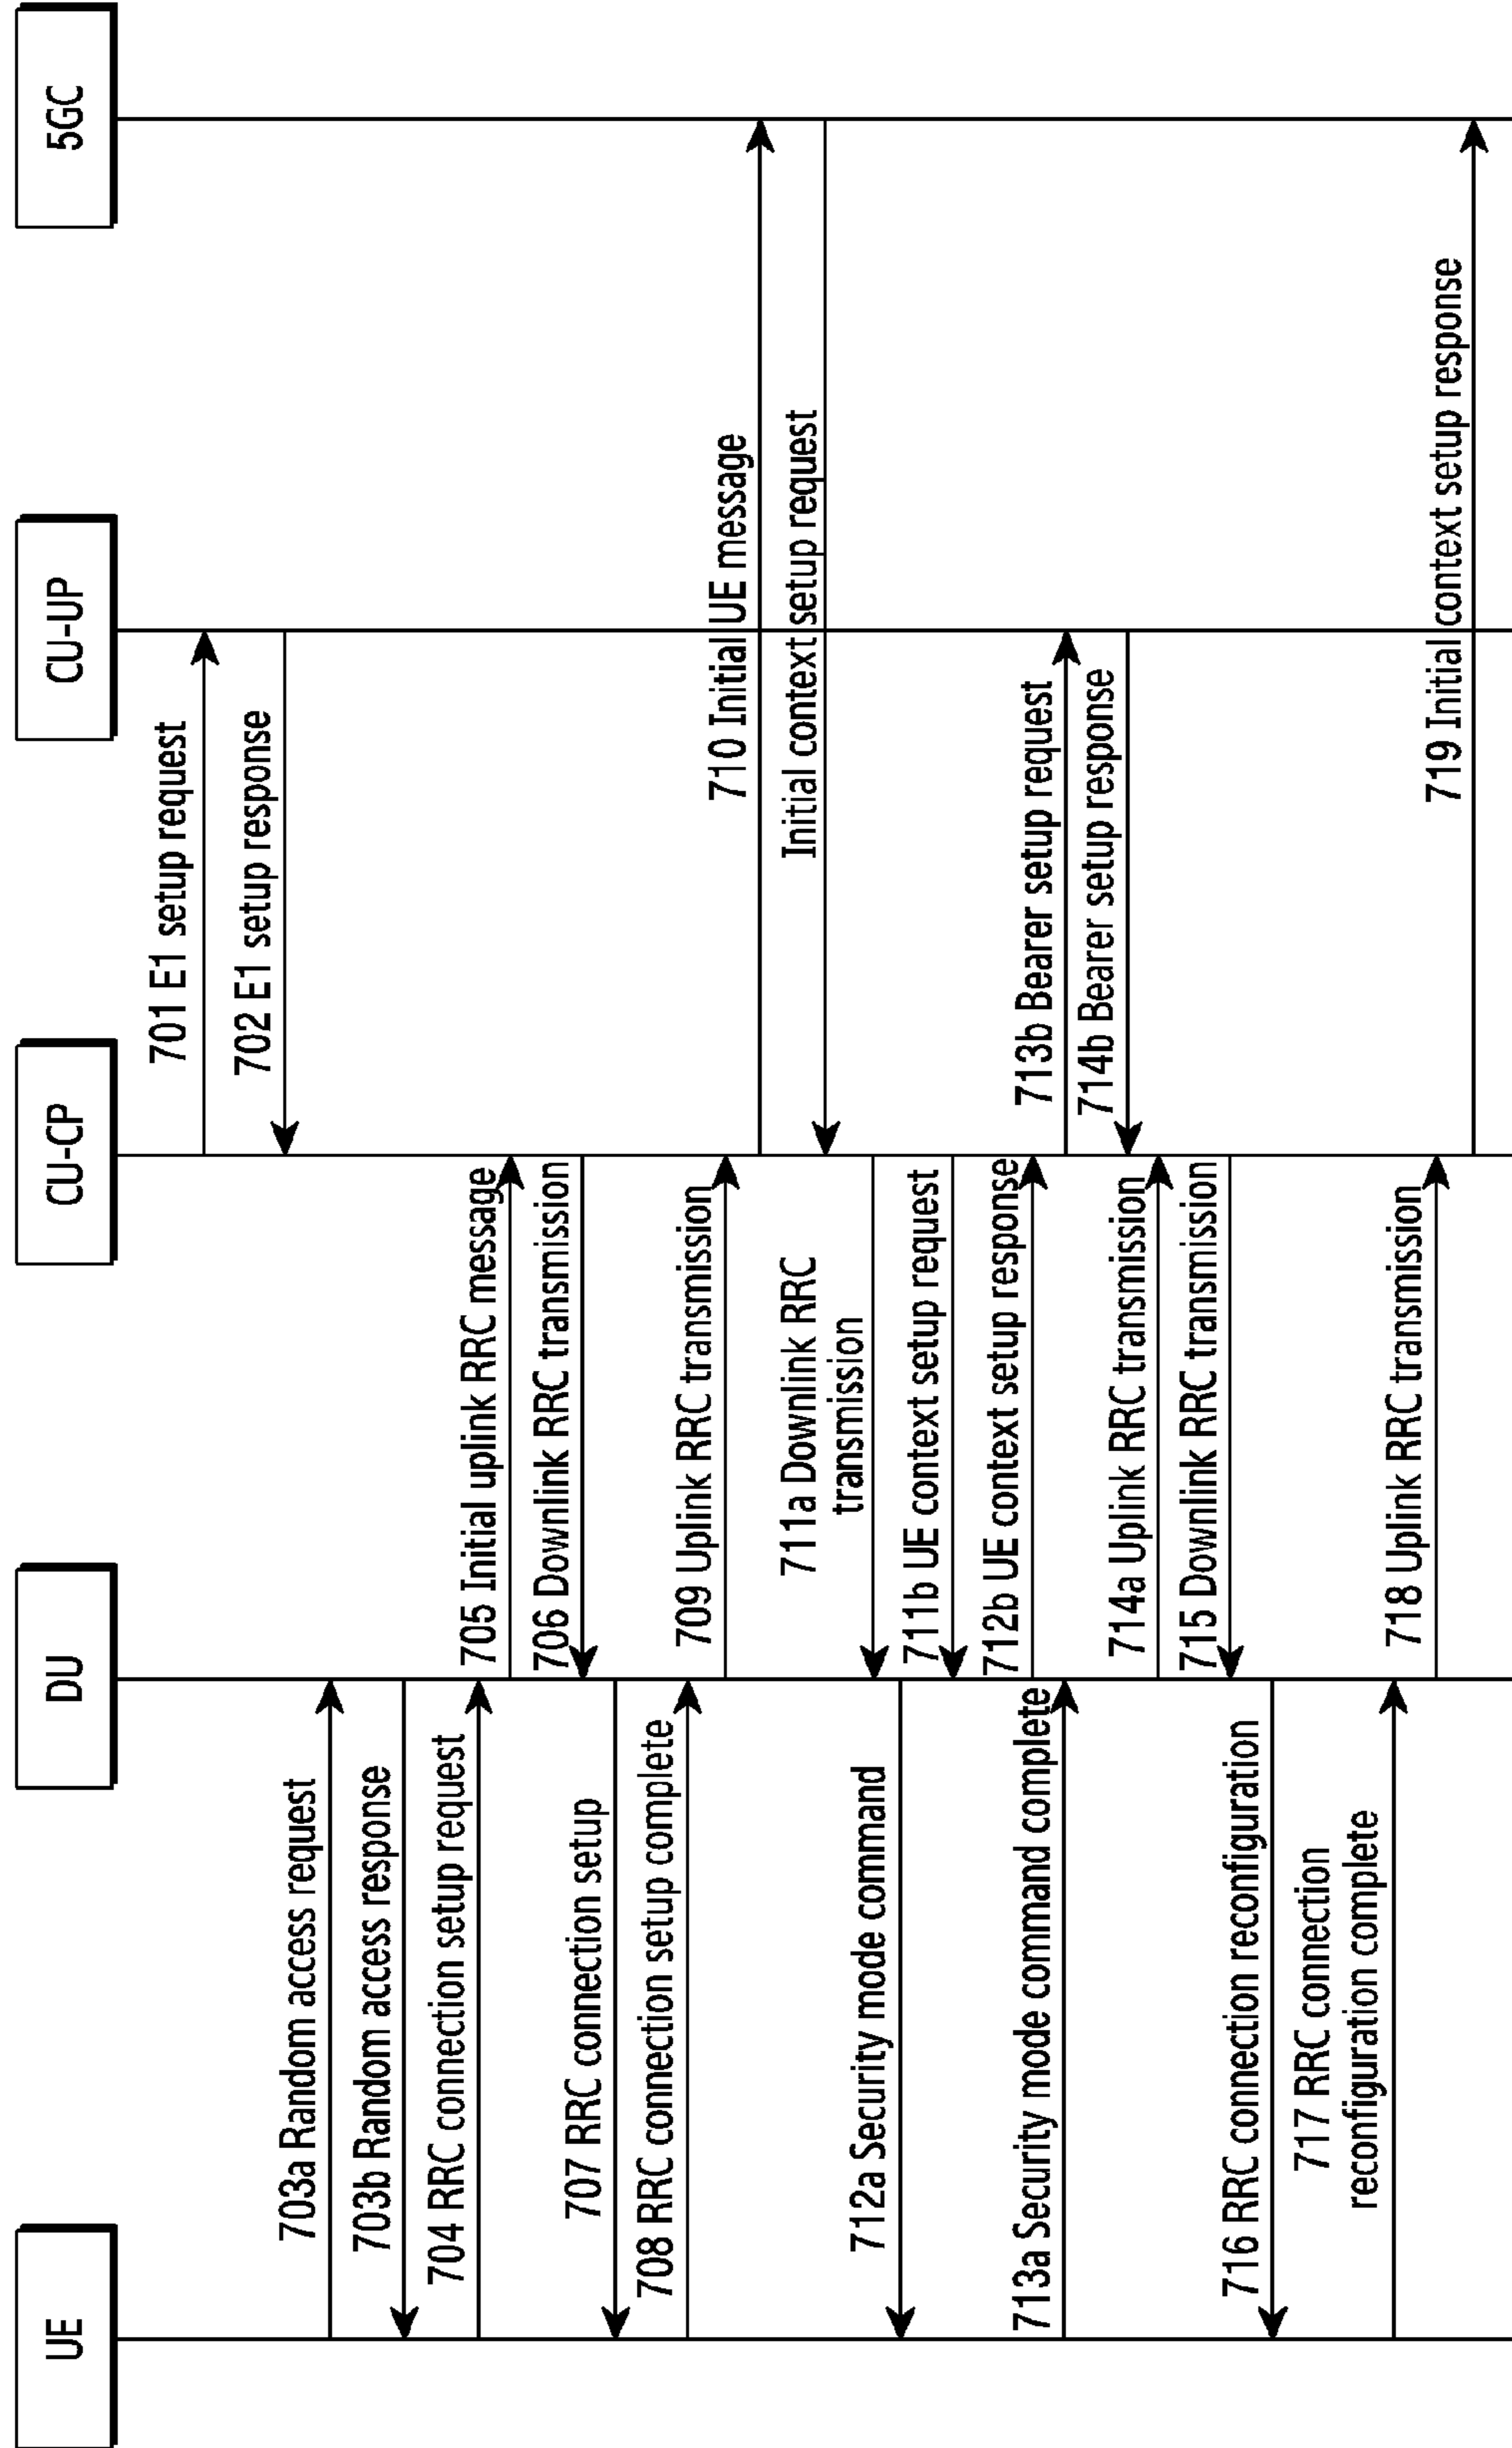 UE
DU
CU-CP
CU-UP
5GC
701 E1 setup request
702 E1 setup response
703a Random access request
703b Random access response
704 RRC connection setup request
705 Initial uplink RRC message
706 Downlink RRC transmission
707 RRC connection setup
708 RRC connection setup complete
709 Uplink RRC transmission
710 Initial UE message
Initial context setup request
711a Downlink RRC
transmission
712a Security mode command
711b UE context setup request
712b UE context setup response
713a Security mode command complete
713b Bearer setup request
714b Bearer setup response
714a Uplink RRC transmission
715 Downlink RRC transmission
716 RRC connection reconfiguration
717 RRC connection
reconfiguration complete
718 Uplink RRC transmission
719 Initial context setup response